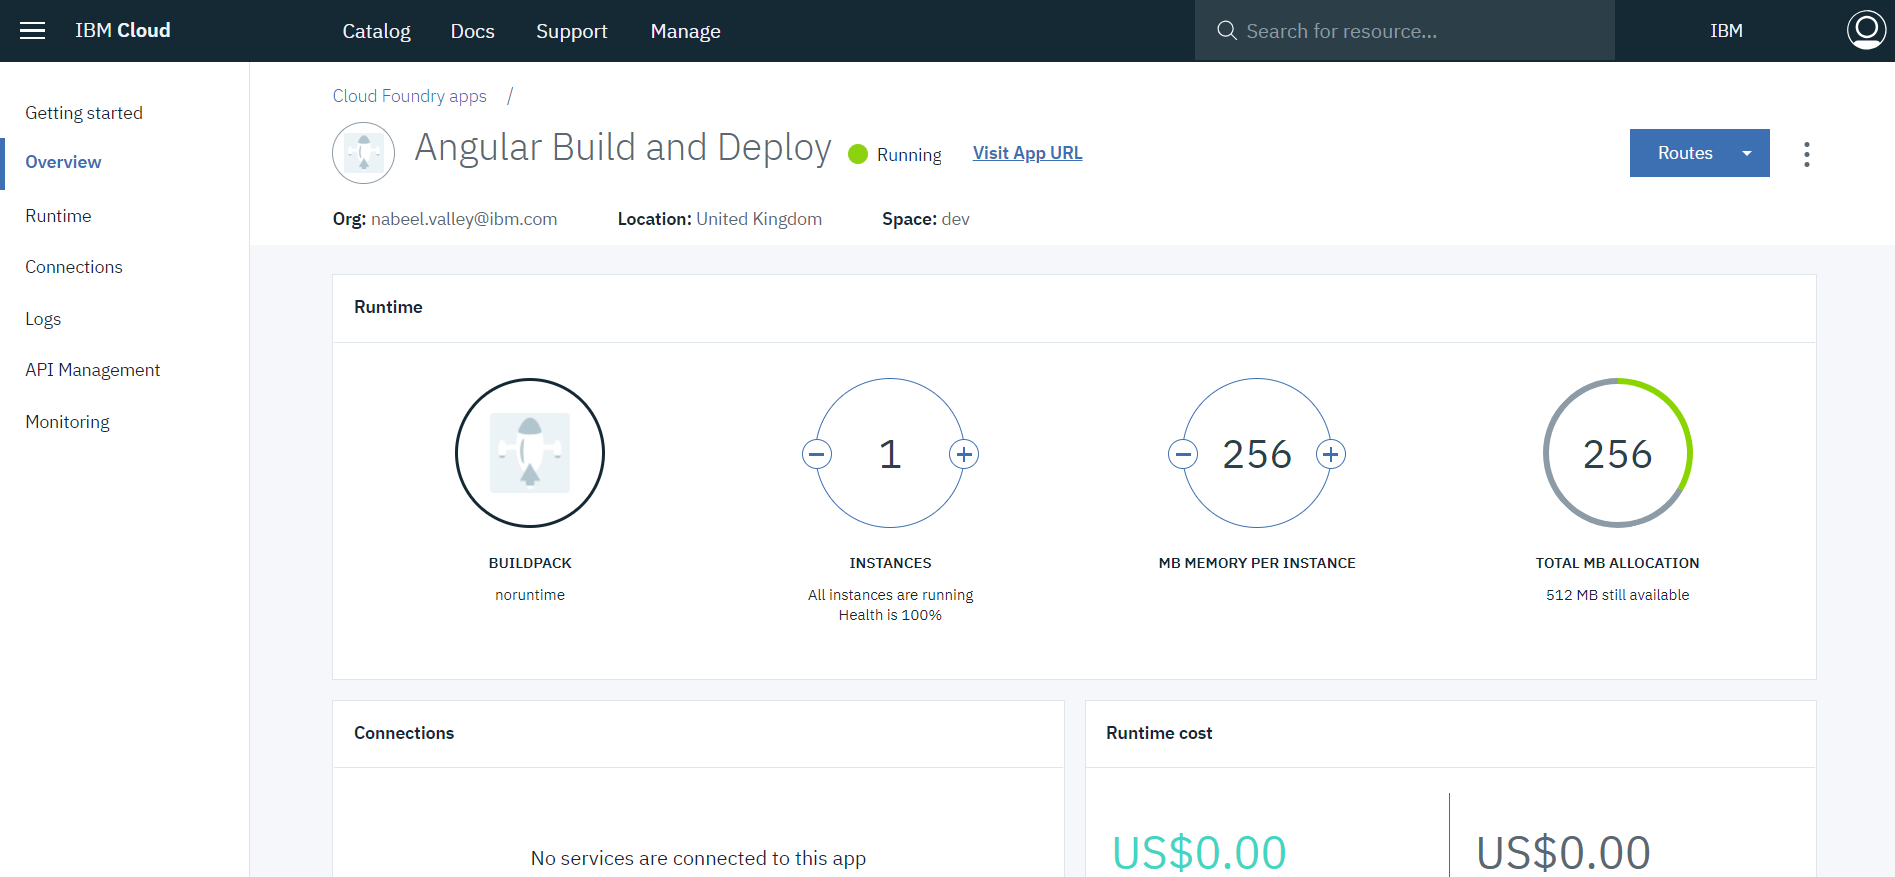 IBM Cloud Catalog Docs Support Manage Search for resource... IBM
Getting started
Overview
Runtime
Connections
Logs
API Management
Monitoring
Cloud Foundry apps /
Angular Build and Deploy Running Visit App URL Routes
Org: nabeel.valley@ibm.com Location: United Kingdom Space: dev
Runtime
1 256 256
BUILDPACK INSTANCES MB MEMORY PER INSTANCE TOTAL MB ALLOCATION
noruntime All instances are running 512 MB still available
Health is 100%
Connections
No services are connected to this app
Runtime cost
US$0.00 US$0.00